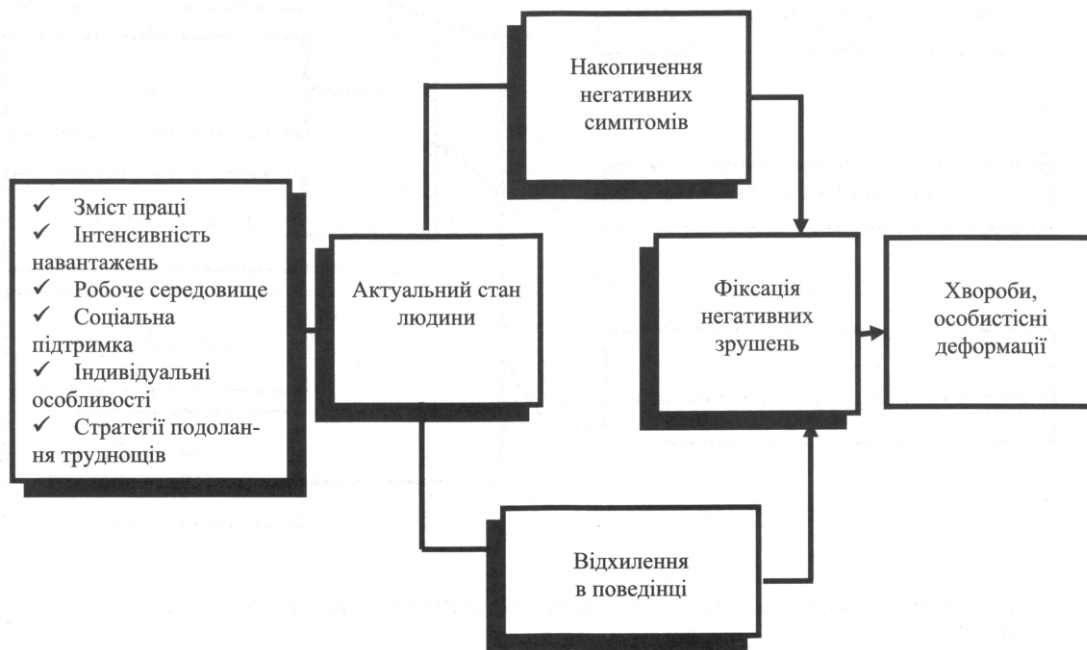 Накопичення
негативних
симптомів
✓ Зміст праці
✓ Інтенсивність
навантажень
✓ Робоче середовище
✓ Соціальна
підтримка
✓ Індивідуальні
особливості
✓ Стратегії подолан-
ня труднощів
Актуальний стан
людини
Фіксація
негативних
зрушень
Хвороби,
особистісні
деформації
Відхилення
в поведінці